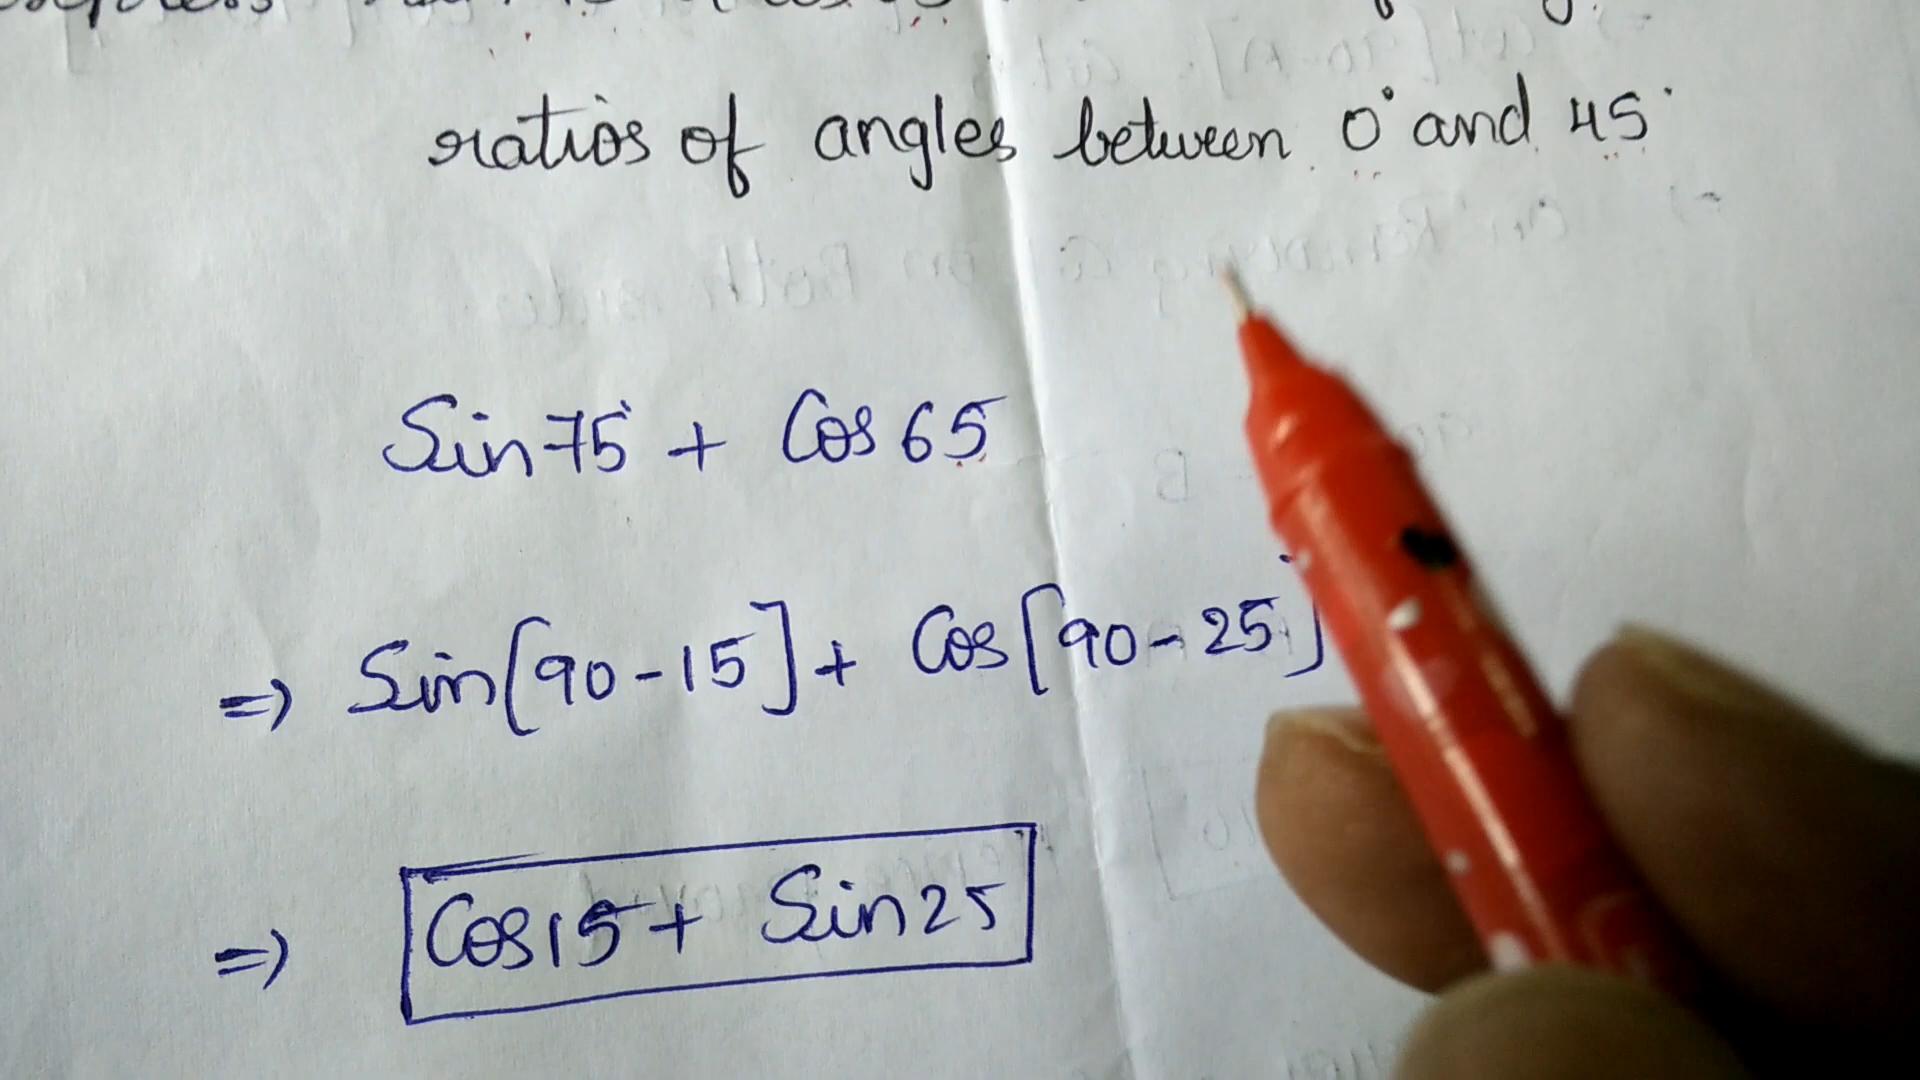 ratios of angles between 0° and 45°
Sin 75° + Cos 65
=> Sin[90-15] + Cos[90-25]
=> Cos 15 + Sin 25